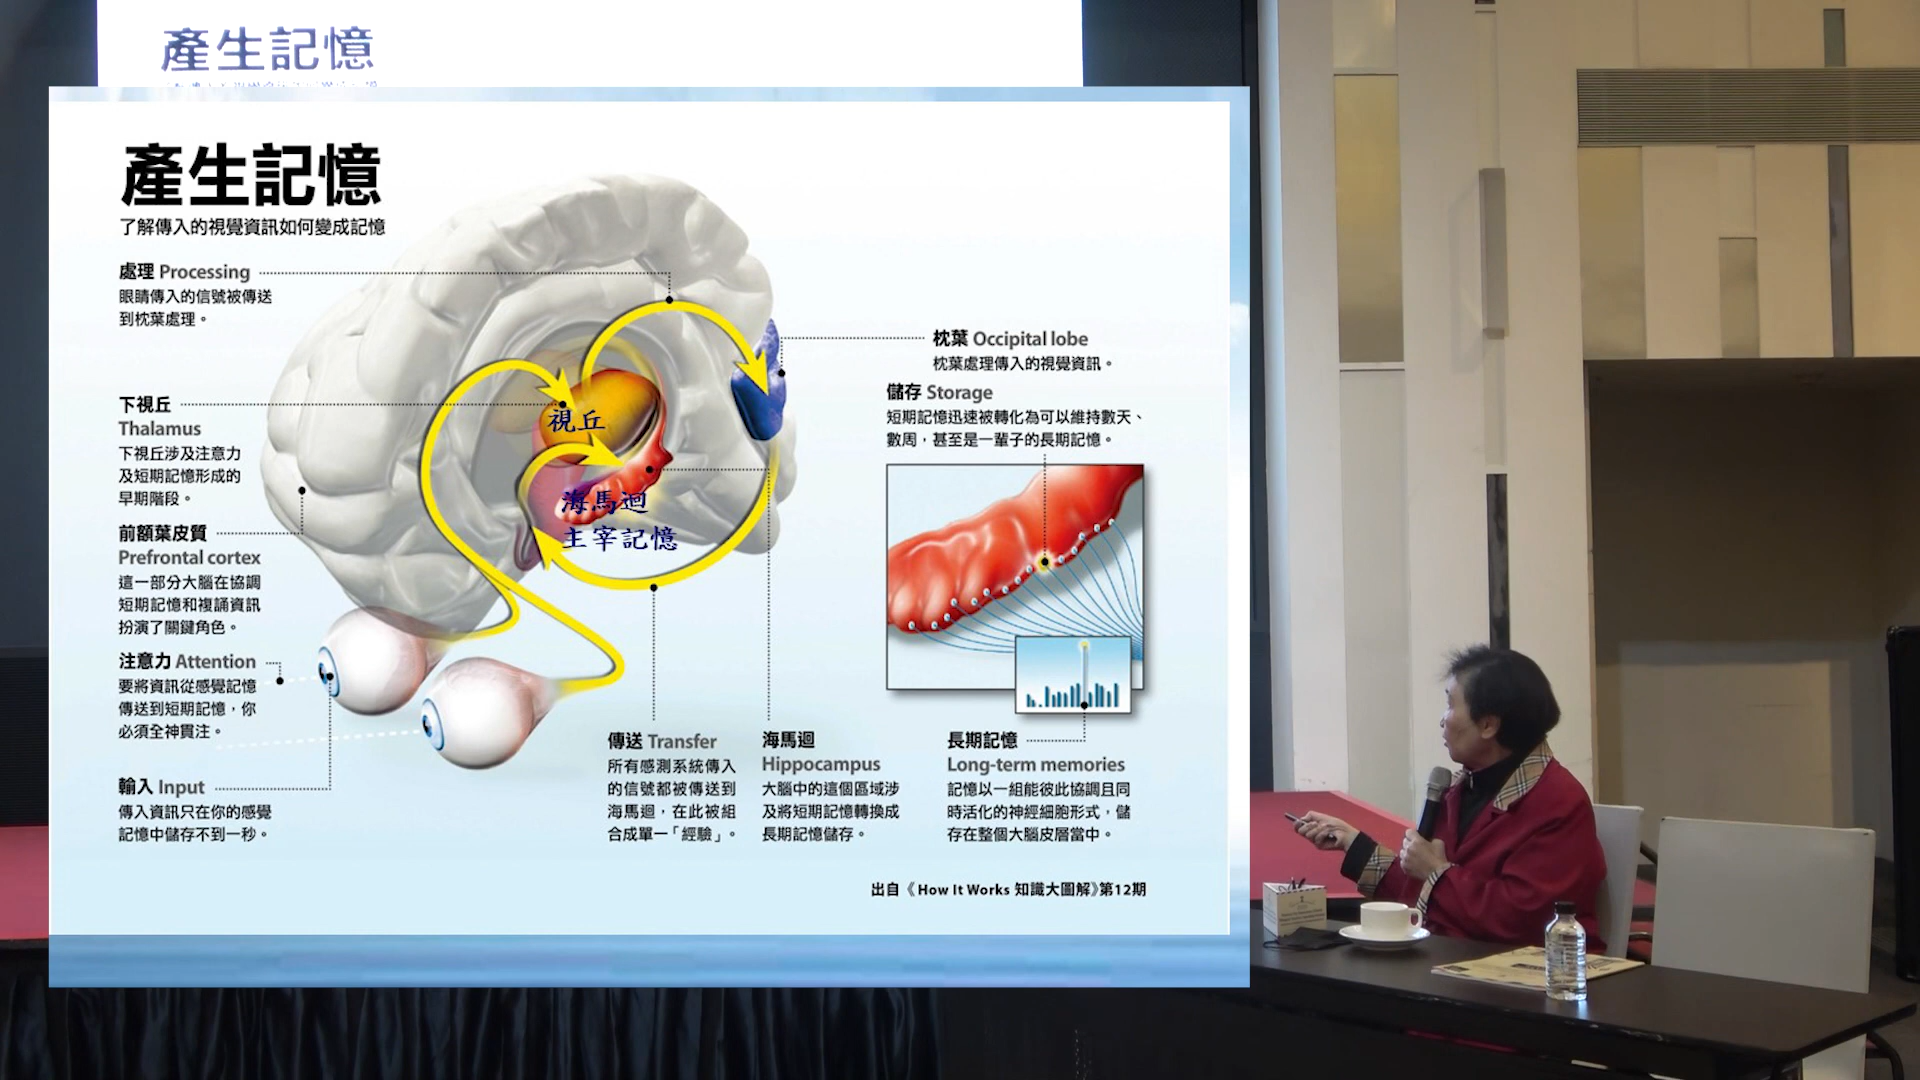 產生記憶
產生記憶
了解傳入的視覺資訊如何變成記憶
處理 Processing
眼睛傳入的信號被傳送
到枕葉處理。
下視丘
Thalamus
下視丘涉及注意力
及短期記憶形成的
早期階段。
前額葉皮質
Prefrontal cortex
這一部分大腦在協調
短期記憶和複誦資訊
扮演了關鍵角色。
注意力 Attention
要將資訊從感覺記憶
傳送到短期記憶，你
必須全神貫注。
輸入 Input
傳入資訊只在你的感覺
記憶中儲存不到一秒。
視丘
海馬迴
主宰記憶
枕葉 Occipital lobe
枕葉處理傳入的視覺資訊。
儲存 Storage
短期記憶迅速被轉化為可以維持數天、
數周，甚至是一輩子的長期記憶。
傳送 Transfer
所有感測系統傳入
的信號都被傳送到
海馬迴，在此被組
合成單一「經驗」。
海馬迴
Hippocampus
大腦中的這個區域涉
及將短期記憶轉換成
長期記憶儲存。
長期記憶
Long-term memories
記憶以一組能彼此協調且同
時活化的神經細胞形式，儲
存在整個大腦皮層當中。
出自《How It Works 知識大圖解》第12期